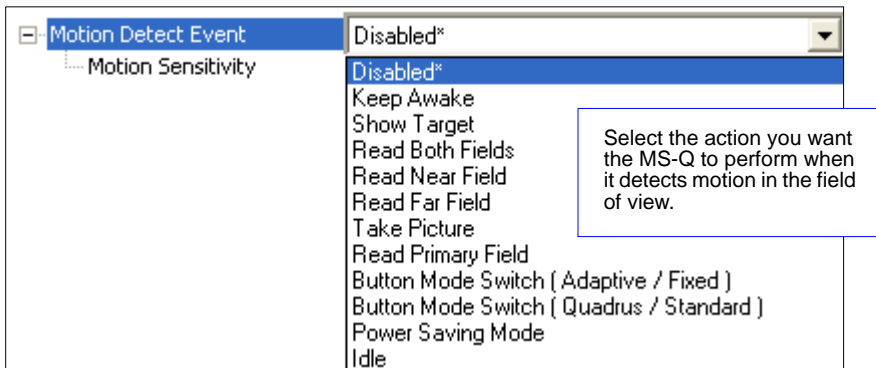 Motion Detect Event
Disabled*
Motion Sensitivity
Disabled*
Keep Awake
Show Target
Read Both Fields
Read Near Field
Read Far Field
Take Picture
Read Primary Field
Button Mode Switch ( Adaptive / Fixed )
Button Mode Switch ( Quadrus / Standard )
Power Saving Mode
Idle
Select the action you want
the MS-Q to perform when
it detects motion in the field
of view.